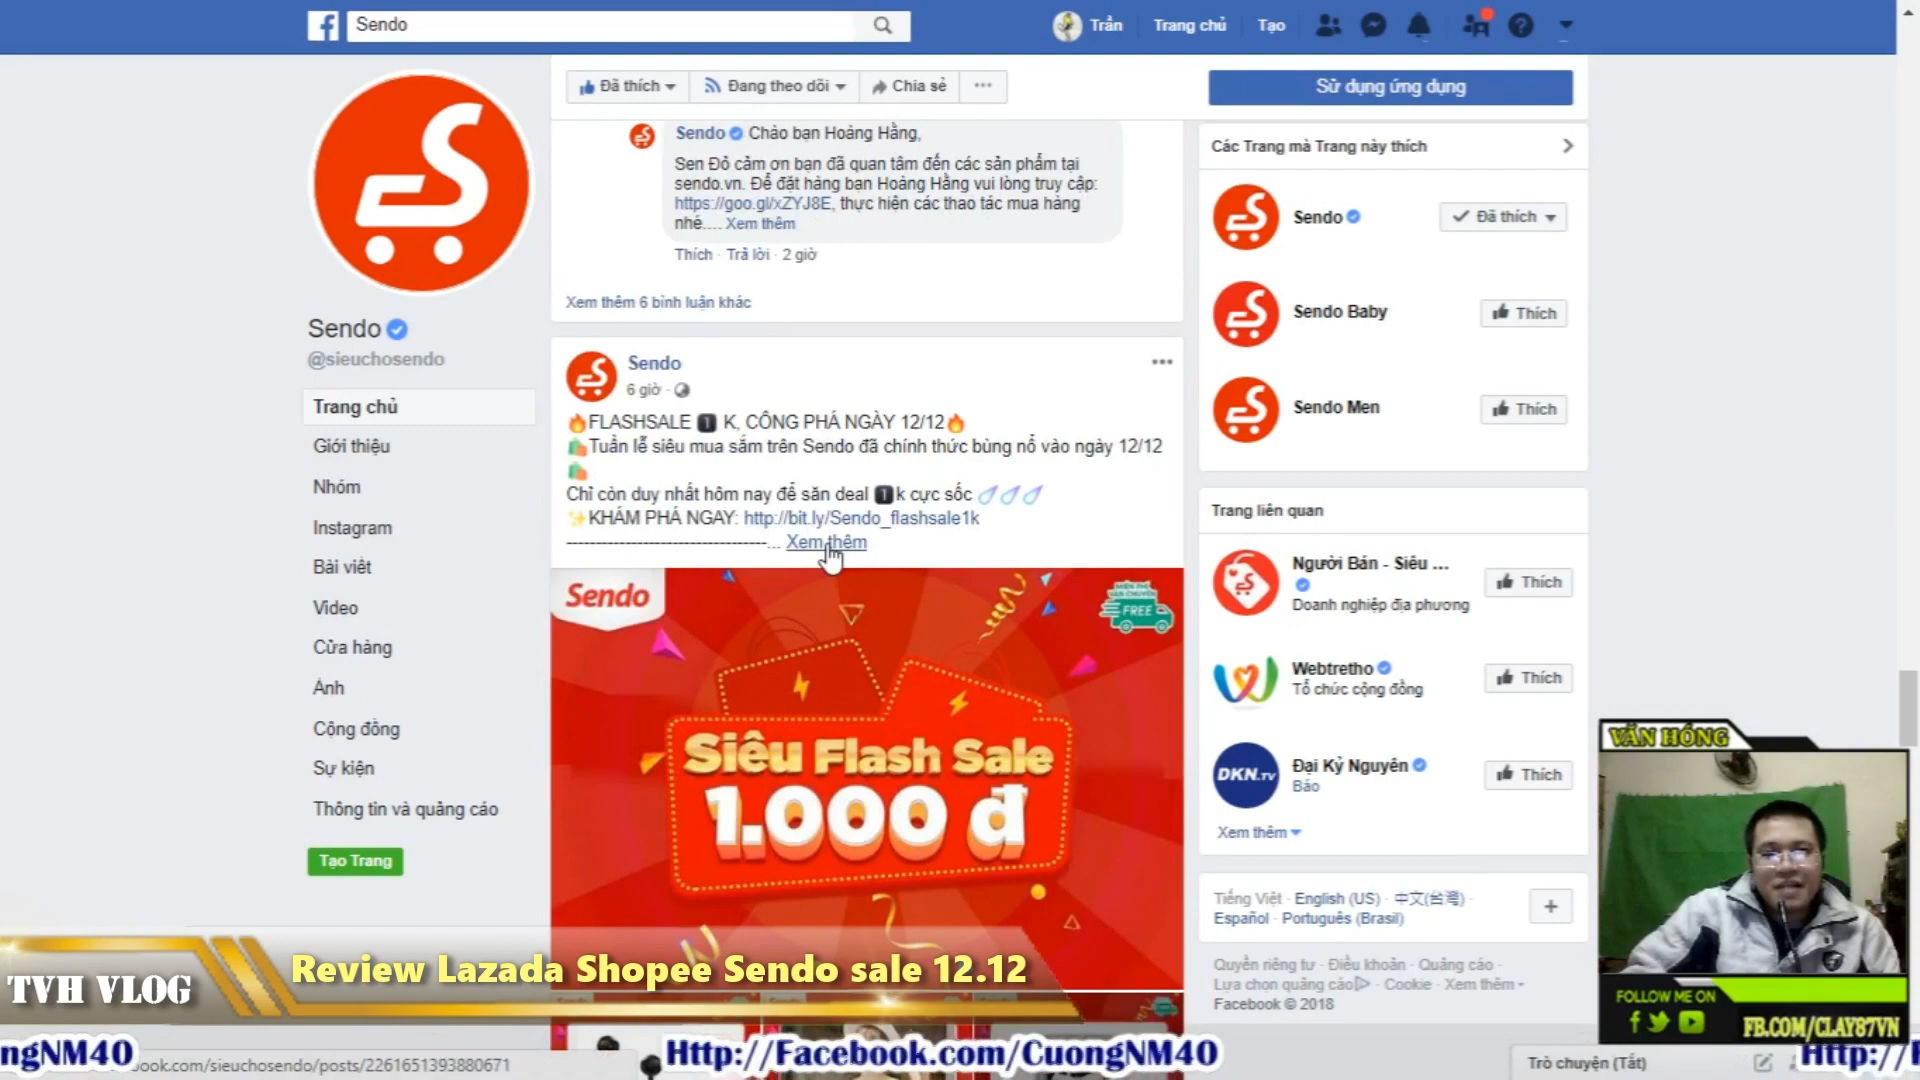 Sendo
Trần
Trang chủ
Tạo
Đã thích
Đang theo dõi
Chia sẻ
Sử dụng ứng dụng
Sendo
@sieuchosendo
Trang chủ
Giới thiệu
Nhóm
Instagram
Bài viết
Video
Cửa hàng
Ảnh
Cộng đồng
Sự kiện
Thông tin và quảng cáo
Tạo Trang
Sendo Chào bạn Hoàng Hằng,
Sen Đỏ cảm ơn bạn đã quan tâm đến các sản phẩm tại
sendo.vn. Để đặt hàng bạn Hoàng Hằng vui lòng truy cập:
https://goo.gl/xZYJ8E, thực hiện các thao tác mua hàng
nhé.... Xem thêm
Thích · Trả lời · 2 giờ
Xem thêm 6 bình luận khác
Sendo
6 giờ ·
🔥FLASHSALE 1 K, CÔNG PHÁ NGÀY 12/12🔥
🛍Tuần lễ siêu mua sắm trên Sendo đã chính thức bùng nổ vào ngày 12/12
🛍
Chỉ còn duy nhất hôm nay để săn deal 1k cực sốc
✨KHÁM PHÁ NGAY: http://bit.ly/Sendo_flashsale1k
----------------------------------... Xem thêm
Sendo
MIỄN PHÍ
VẬN CHUYỂN
FREE
Siêu Flash Sale
1.000 đ
Các Trang mà Trang này thích
Sendo
Đã thích
Sendo Baby
Thích
Sendo Men
Thích
Trang liên quan
Người Bán - Siêu ...
Doanh nghiệp địa phương
Thích
Webtretho
Tổ chức cộng đồng
Thích
DKN.TV
Đại Kỷ Nguyên
Báo
Thích
Xem thêm
Tiếng Việt · English (US) · 中文(台灣) ·
Español · Português (Brasil)
Quyền riêng tư · Điều khoản · Quảng cáo ·
Lựa chọn quảng cáo · Cookie · Xem thêm
Facebook © 2018
VĂN HÓNG
FOLLOW ME ON
FB.COM/CLAY87VN
TVH VLOG
Review Lazada Shopee Sendo sale 12.12
ngNM40
book.com/sieuchosendo/posts/2261651393880671
Http://Facebook.com/CuongNM40
Trò chuyện (Tắt)
Http://F